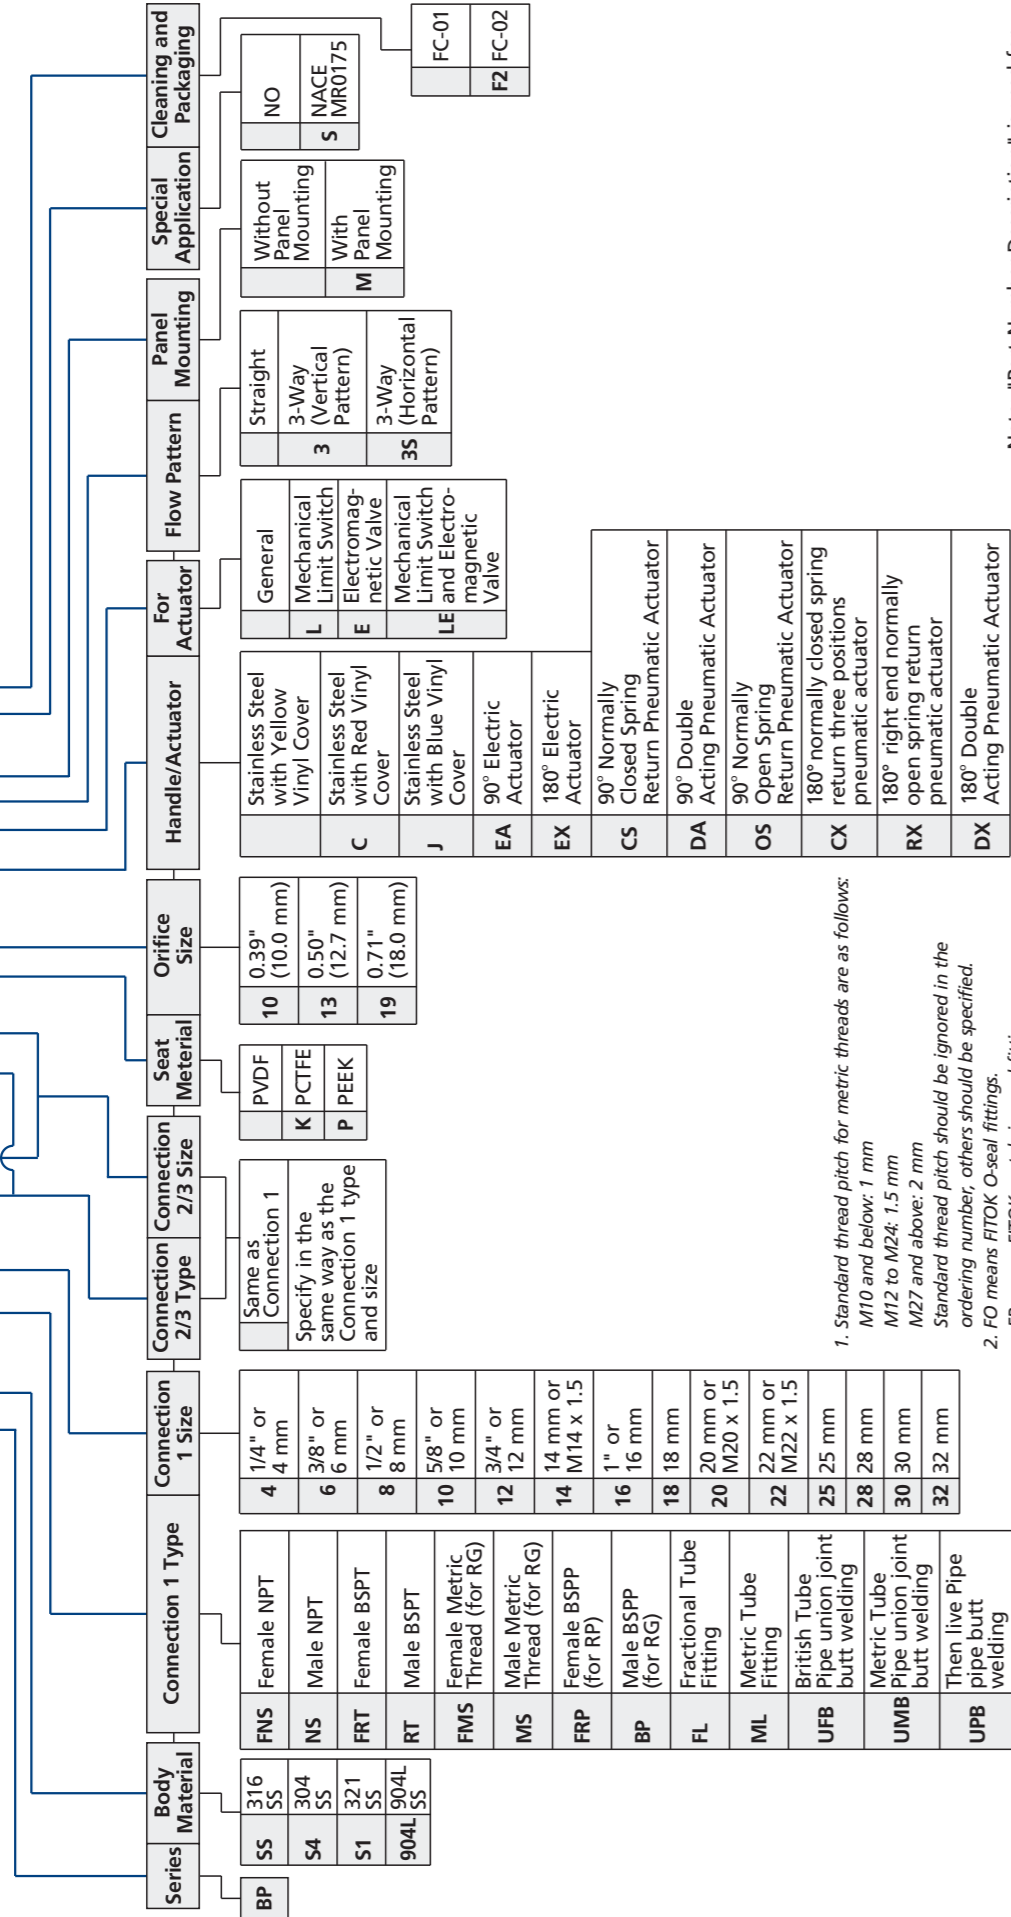 Series
BP
Body
Material
SS
316
SS
S4
304
SS
S1
321
SS
904L
904L
SS
Connection 1 Type
FNS
Female NPT
NS
Male NPT
FRT
Female BSPT
RT
Male BSPT
FMS
Female Metric
Thread (for RG)
MS
Male Metric
Thread (for RG)
FRP
Female BSPP
(for RP)
BP
Male BSPP
(for RG)
FL
Fractional Tube
Fitting
ML
Metric Tube
Fitting
UFB
British Tube
Pipe union joint
butt welding
UMB
Metric Tube
Pipe union joint
butt welding
UPB
Then live Pipe
pipe butt
welding
Connection
1 Size
4
1/4" or
4 mm
6
3/8" or
6 mm
8
1/2" or
8 mm
10
5/8" or
10 mm
12
3/4" or
12 mm
14
14 mm or
M14 x 1.5
16
1" or
16 mm
18
18 mm
20
20 mm or
M20 x 1.5
22
22 mm or
M22 x 1.5
25
25 mm
28
28 mm
30
30 mm
32
32 mm
Connection
2/3 Type
Connection
2/3 Size
Same as
Connection 1
Specify in the
same way as the
Connection 1 type
and size
Seat
Meterial
PVDF
K
PCTFE
P
PEEK
Orifice
Size
10
0.39"
(10.0 mm)
13
0.50"
(12.7 mm)
19
0.71"
(18.0 mm)
Handle/Actuator
Stainless Steel
with Yellow
Vinyl Cover
C
Stainless Steel
with Red Vinyl
Cover
J
Stainless Steel
with Blue Vinyl
Cover
EA
90° Electric
Actuator
EX
180° Electric
Actuator
CS
90° Normally
Closed Spring
Return Pneumatic Actuator
DA
90° Double
Acting Pneumatic Actuator
OS
90° Normally
Open Spring
Return Pneumatic Actuator
CX
180° normally closed spring
return three positions
pneumatic actuator
RX
180° right end normally
open spring return
pneumatic actuator
DX
180° Double
Acting Pneumatic Actuator
For
Actuator
General
L
Mechanical
Limit Switch
E
Electromag-
netic Valve
LE
Mechanical
Limit Switch
and Electro-
magnetic
Valve
Flow Pattern
Straight
3
3-Way
(Vertical
Pattern)
3S
3-Way
(Horizontal
Pattern)
Panel
Mounting
Without
Panel
Mounting
M
With
Panel
Mounting
Special
Application
NO
S
NACE
MR0175
Cleaning and
Packaging
FC-01
F2
FC-02
1. Standard thread pitch for metric threads are as follows:
M10 and below: 1 mm
M12 to M24: 1.5 mm
M27 and above: 2 mm
Standard thread pitch should be ignored in the
ordering number, others should be specified.
2. FO means FITOK O-seal fittings.